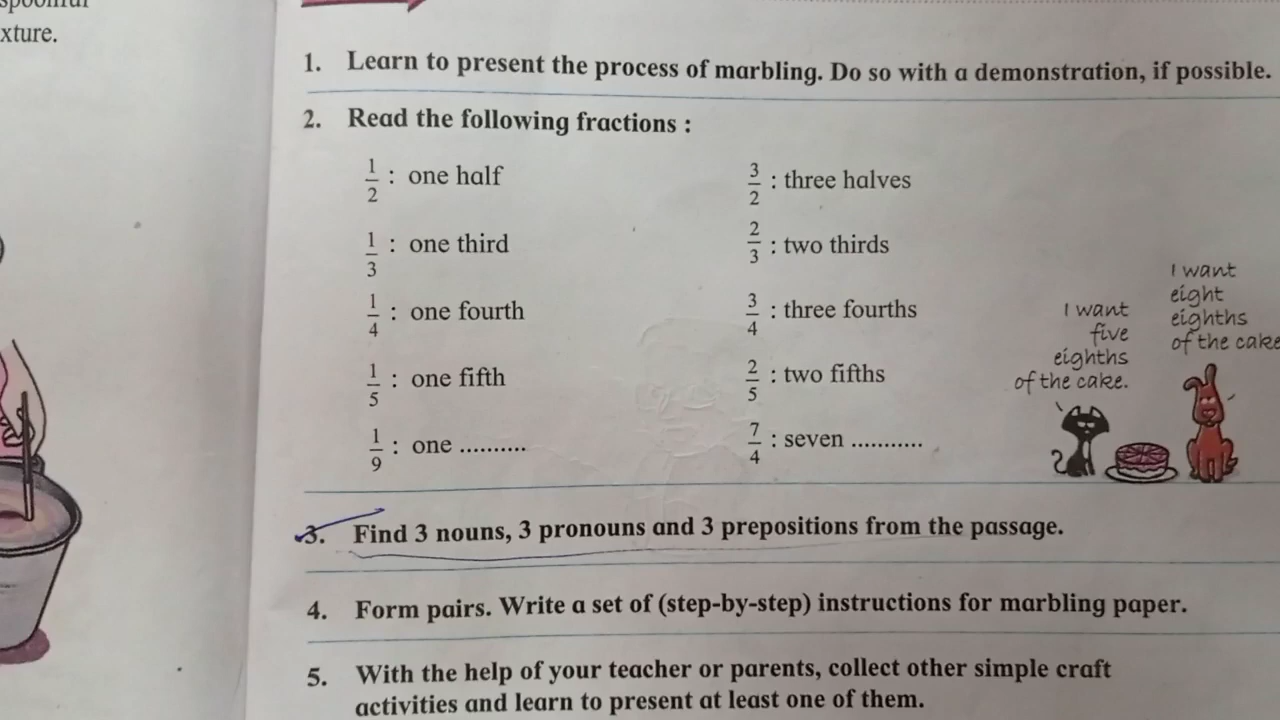 xture.
1. Learn to present the process of marbling. Do so with a demonstration, if possible.
2. Read the following fractions :
1/2 : one half
3/2 : three halves
1/3 : one third
2/3 : two thirds
1/4 : one fourth
3/4 : three fourths
1/5 : one fifth
2/5 : two fifths
1/9 : one ..........
7/4 : seven ...........
I want
five
eighths
of the cake.
I want
eight
eighths
of the cake
3. Find 3 nouns, 3 pronouns and 3 prepositions from the passage.
4. Form pairs. Write a set of (step-by-step) instructions for marbling paper.
5. With the help of your teacher or parents, collect other simple craft
activities and learn to present at least one of them.